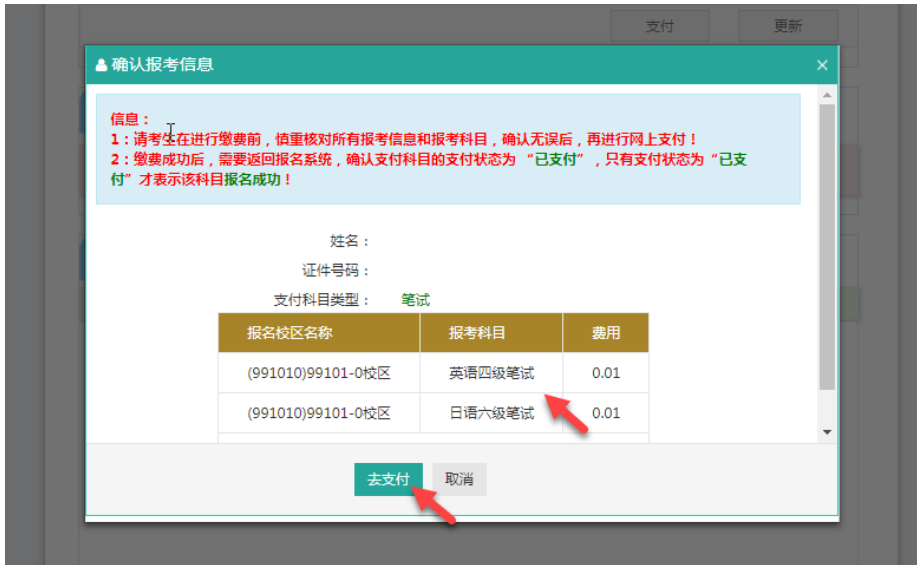 支付 更新
确认报考信息 ×
信息：
1：请考生在进行缴费前，慎重核对所有报考信息和报考科目，确认无误后，再进行网上支付！
2：缴费成功后，需要返回报名系统，确认支付科目的支付状态为“已支付”，只有支付状态为“已支
付”才表示该科目报名成功！
姓名：
证件号码：
支付科目类型： 笔试
报名校区名称 报考科目 费用
(991010)99101-0校区 英语四级笔试 0.01
(991010)99101-0校区 日语六级笔试 0.01
去支付 取消